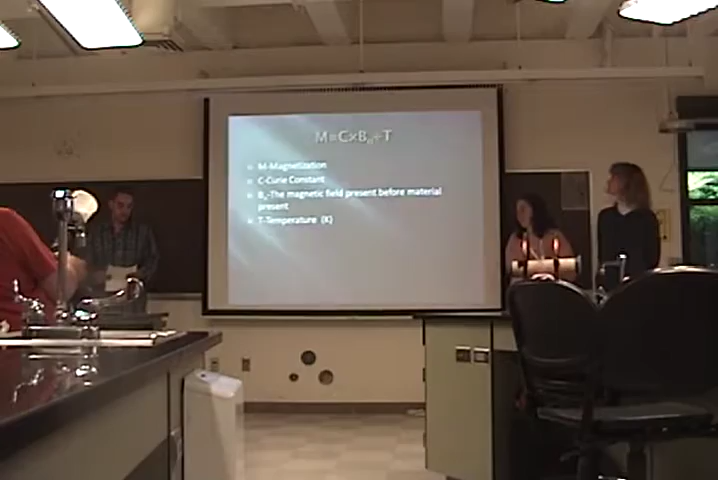 M=C×B₀÷T
M-Magnetization
C-Curie Constant
B₀-The magnetic field present before material
present
T-Temperature (K)